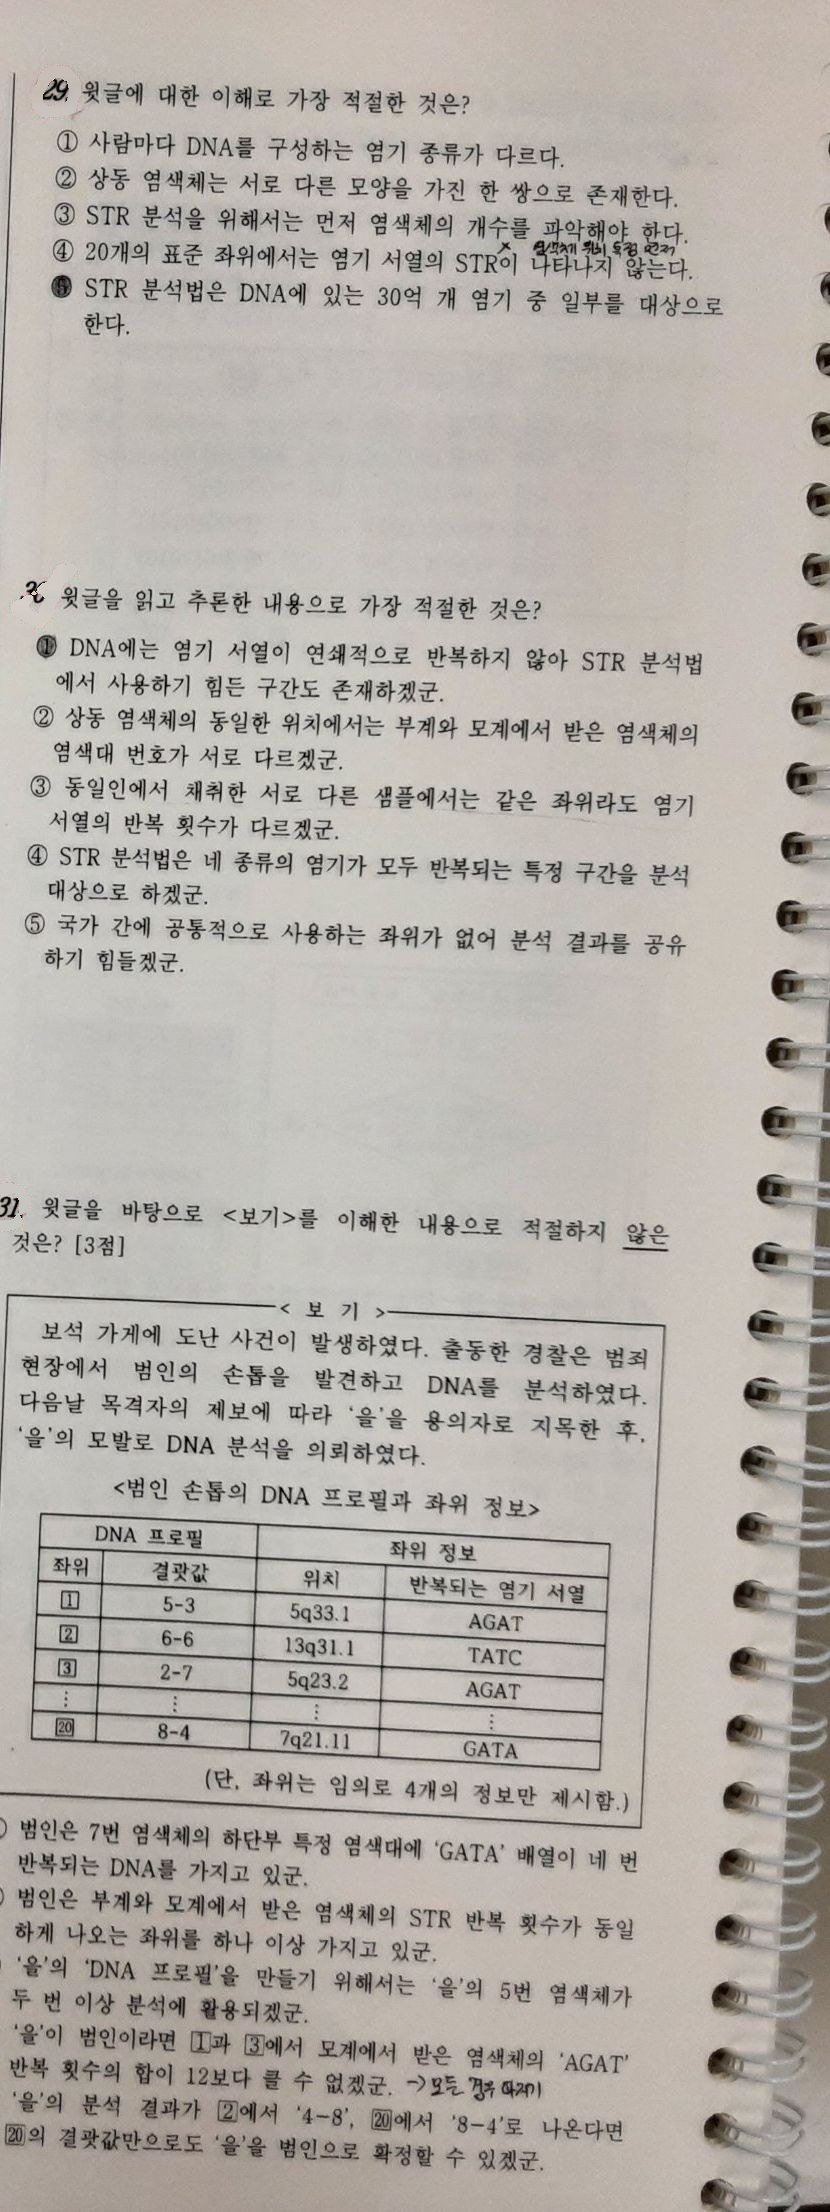 29. 윗글에 대한 이해로 가장 적절한 것은?
① 사람마다 DNA를 구성하는 염기 종류가 다르다.
② 상동 염색체는 서로 다른 모양을 가진 한 쌍으로 존재한다.
③ STR 분석을 위해서는 먼저 염색체의 개수를 파악해야 한다.
염색체 위치 특정 먼저
④ 20개의 표준 좌위에서는 염기 서열의 STR이 나타나지 않는다.
⑤ STR 분석법은 DNA에 있는 30억 개 염기 중 일부를 대상으로
한다.
윗글을 읽고 추론한 내용으로 가장 적절한 것은?
① DNA에는 염기 서열이 연쇄적으로 반복하지 않아 STR 분석법
에서 사용하기 힘든 구간도 존재하겠군.
② 상동 염색체의 동일한 위치에서는 부계와 모계에서 받은 염색체의
염색대 번호가 서로 다르겠군.
③ 동일인에서 채취한 서로 다른 샘플에서는 같은 좌위라도 염기
서열의 반복 횟수가 다르겠군.
④ STR 분석법은 네 종류의 염기가 모두 반복되는 특정 구간을 분석
대상으로 하겠군.
⑤ 국가 간에 공통적으로 사용하는 좌위가 없어 분석 결과를 공유
하기 힘들겠군.
31. 윗글을 바탕으로 <보기>를 이해한 내용으로 적절하지 않은
것은? [3점]
< 보 기 >
보석 가게에 도난 사건이 발생하였다. 출동한 경찰은 범죄
현장에서 범인의 손톱을 발견하고 DNA를 분석하였다.
다음날 목격자의 제보에 따라 '을'을 용의자로 지목한 후,
'을'의 모발로 DNA 분석을 의뢰하였다.
<범인 손톱의 DNA 프로필과 좌위 정보>
DNA 프로필 좌위 정보
좌위 결괏값 위치 반복되는 염기 서열
1 5-3 5q33.1 AGAT
2 6-6 13q31.1 TATC
3 2-7 5q23.2 AGAT
⋮ ⋮ ⋮ ⋮
20 8-4 7q21.11 GATA
(단, 좌위는 임의로 4개의 정보만 제시함.)
범인은 7번 염색체의 하단부 특정 염색대에 'GATA' 배열이 네 번
반복되는 DNA를 가지고 있군.
범인은 부계와 모계에서 받은 염색체의 STR 반복 횟수가 동일
하게 나오는 좌위를 하나 이상 가지고 있군.
'을'의 'DNA 프로필'을 만들기 위해서는 '을'의 5번 염색체가
두 번 이상 분석에 활용되겠군.
'을'이 범인이라면 1과 3에서 모계에서 받은 염색체의 'AGAT'
반복 횟수의 합이 12보다 클 수 없겠군. → 모든 경우 따지기
'을'의 분석 결과가 2에서 '4-8', 20에서 '8-4'로 나온다면
20의 결괏값만으로도 '을'을 범인으로 확정할 수 있겠군.